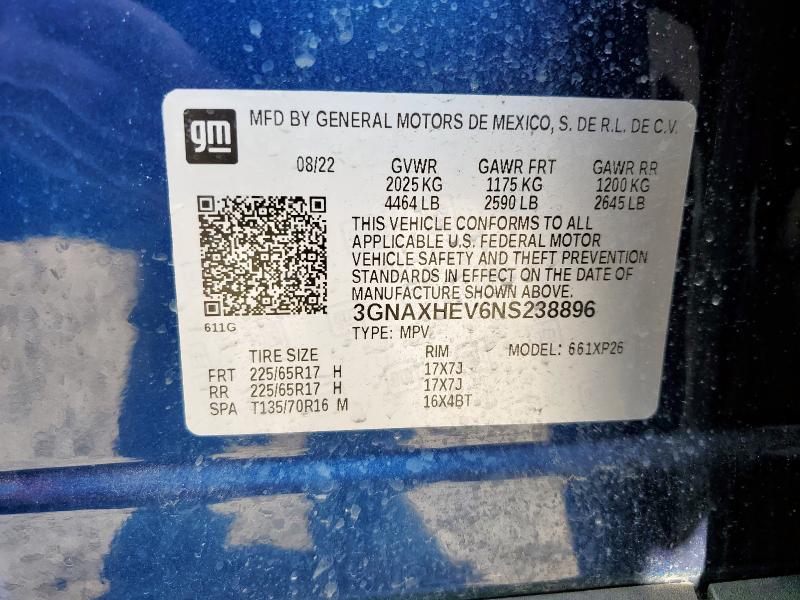 gm
MFD BY GENERAL MOTORS DE MEXICO, S. DE R.L. DE C.V.
08/22 GVWR GAWR FRT GAWR RR
2025 KG 1175 KG 1200 KG
4464 LB 2590 LB 2645 LB
THIS VEHICLE CONFORMS TO ALL
APPLICABLE U.S. FEDERAL MOTOR
VEHICLE SAFETY AND THEFT PREVENTION
STANDARDS IN EFFECT ON THE DATE OF
MANUFACTURE SHOWN ABOVE.
3GNAXHEV6NS238896
611G
TYPE: MPV
TIRE SIZE RIM MODEL: 661XP26
FRT 225/65R17 H 17X7J
RR 225/65R17 H 17X7J
SPA T135/70R16 M 16X4BT